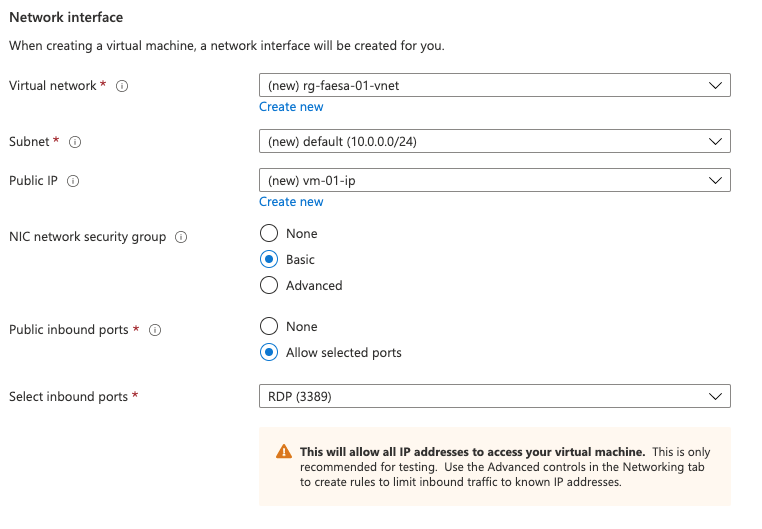 Network interface
When creating a virtual machine, a network interface will be created for you.
Virtual network *
(new) rg-faesa-01-vnet
Create new
Subnet *
(new) default (10.0.0.0/24)
Public IP
(new) vm-01-ip
Create new
NIC network security group
None
Basic
Advanced
Public inbound ports *
None
Allow selected ports
Select inbound ports *
RDP (3389)
This will allow all IP addresses to access your virtual machine. This is only
recommended for testing. Use the Advanced controls in the Networking tab
to create rules to limit inbound traffic to known IP addresses.